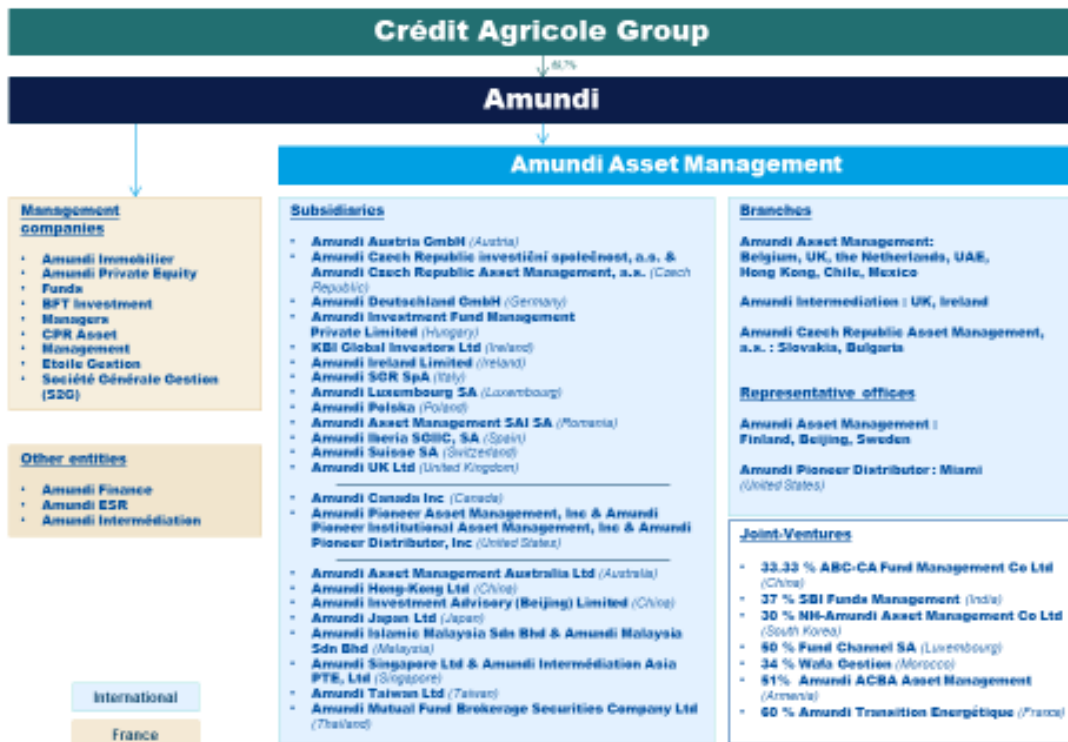 Crédit Agricole Group
Amundi
Amundi Asset Management
Management
companies
• Amundi Immobilier
• Amundi Private Equity
• Funds
• BFT Investment
• Managers
• CPR Asset
• Management
• Etoile Gestion
• Société Générale Gestion
(S2G)
Other entities
• Amundi Finance
• Amundi ESR
• Amundi Intermédiation
International
France
Subsidiaries
• Amundi Austria GmbH (Austria)
• Amundi Czech Republic investiční společnost, a.s. &
Amundi Czech Republic Asset Management, a.s. (Czech
Republic)
• Amundi Deutschland GmbH (Germany)
• Amundi Investment Fund Management
Private Limited (Hungary)
• KBI Global Investors Ltd (Ireland)
• Amundi Ireland Limited (Ireland)
• Amundi SGR SpA (Italy)
• Amundi Luxembourg SA (Luxembourg)
• Amundi Polska (Poland)
• Amundi Asset Management SAI SA (Romania)
• Amundi Iberia SGIIC, SA (Spain)
• Amundi Suisse SA (Switzerland)
• Amundi UK Ltd (United Kingdom)
• Amundi Canada Inc (Canada)
• Amundi Pioneer Asset Management, Inc & Amundi
Pioneer Institutional Asset Management, Inc & Amundi
Pioneer Distributor, Inc (United States)
• Amundi Asset Management Australia Ltd (Australia)
• Amundi Hong-Kong Ltd (China)
• Amundi Investment Advisory (Beijing) Limited (China)
• Amundi Japan Ltd (Japan)
• Amundi Islamic Malaysia Sdn Bhd & Amundi Malaysia
Sdn Bhd (Malaysia)
• Amundi Singapore Ltd & Amundi Intermédiation Asia
PTE, Ltd (Singapore)
• Amundi Taiwan Ltd (Taiwan)
• Amundi Mutual Fund Brokerage Securities Company Ltd
(Thailand)
Branches
Amundi Asset Management:
Belgium, UK, the Netherlands, UAE,
Hong Kong, Chile, Mexico
Amundi Intermediation : UK, Ireland
Amundi Czech Republic Asset Management,
a.s. : Slovakia, Bulgaria
Representative offices
Amundi Asset Management :
Finland, Beijing, Sweden
Amundi Pioneer Distributor : Miami
(United States)
Joint-Ventures
• 33.33 % ABC-CA Fund Management Co Ltd
(China)
• 37 % SBI Funds Management (India)
• 30 % NH-Amundi Asset Management Co Ltd
(South Korea)
• 50 % Fund Channel SA (Luxembourg)
• 34 % Wafa Gestion (Morocco)
• 51% Amundi ACBA Asset Management
(Armenia)
• 60 % Amundi Transition Energétique (France)